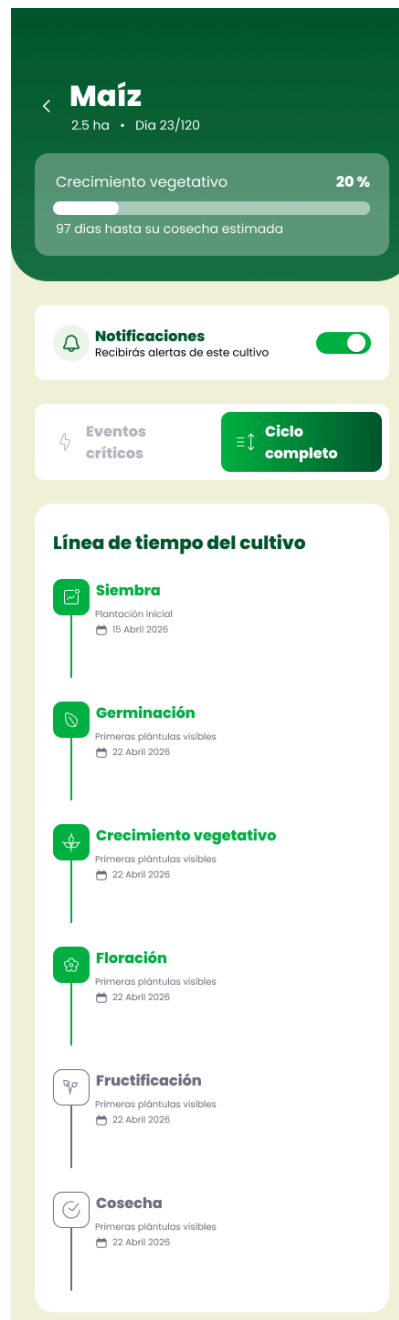 Maíz
2.5 ha • Día 23/120
Crecimiento vegetativo 20 %
97 días hasta su cosecha estimada
Notificaciones
Recibirás alertas de este cultivo
Eventos
críticos
Ciclo
completo
Línea de tiempo del cultivo
Siembra
Plantación inicial
15 Abril 2026
Germinación
Primeras plántulas visibles
22 Abril 2026
Crecimiento vegetativo
Primeras plántulas visibles
22 Abril 2026
Floración
Primeras plántulas visibles
22 Abril 2026
Fructificación
Primeras plántulas visibles
22 Abril 2026
Cosecha
Primeras plántulas visibles
22 Abril 2026